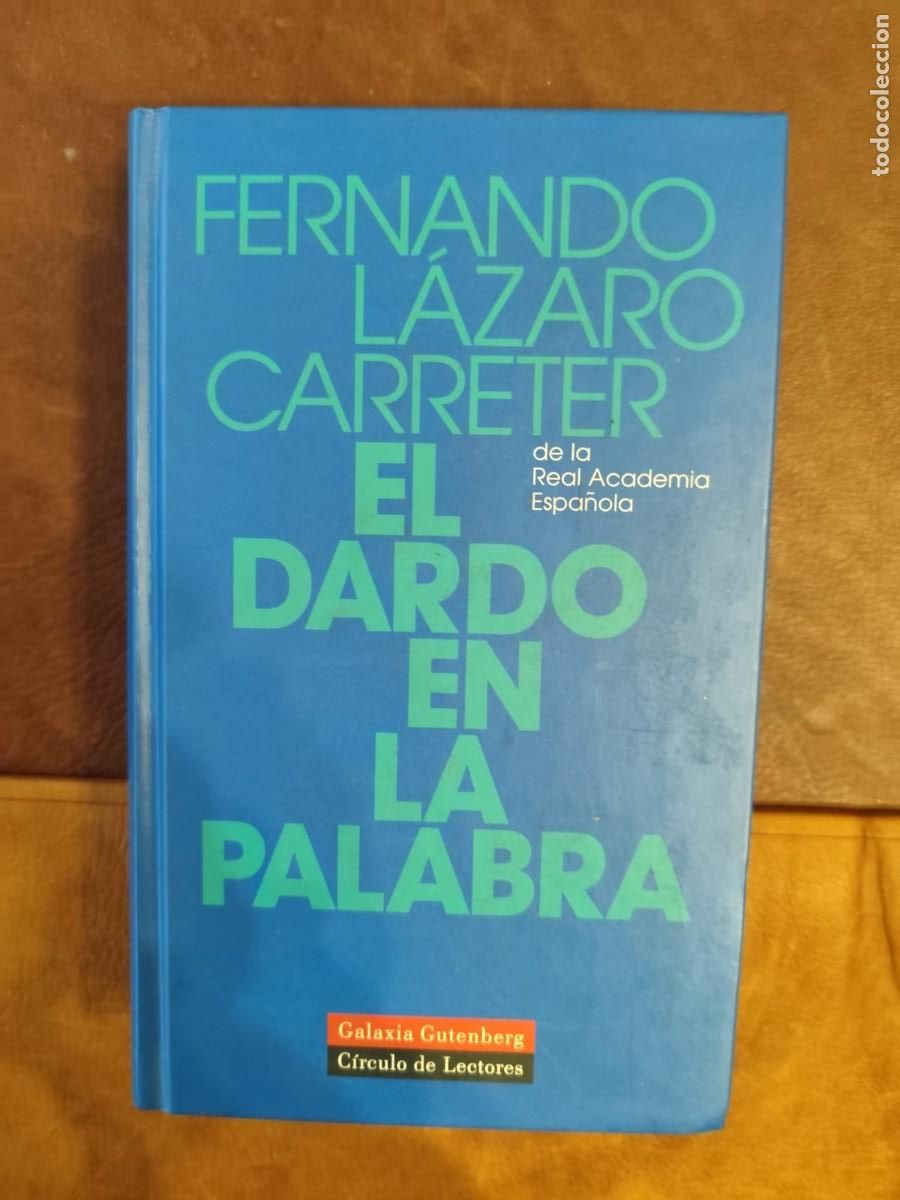 FERNANDO
LÁZARO
CARRETER
de la
Real Academia
Española
EL
DARDO
EN
LA
PALABRA
Galaxia Gutenberg
Círculo de Lectores
todocoleccion